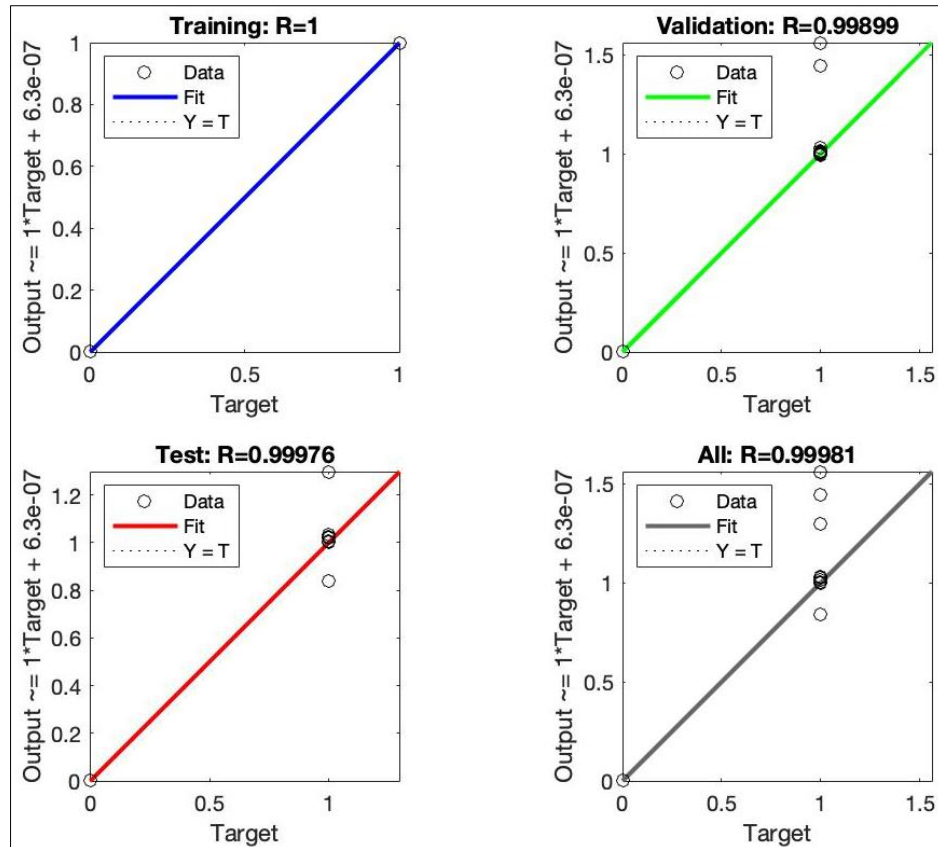 Training: R=1
Output ~= 1*Target + 6.3e-07
1
0.8
0.6
0.4
0.2
0
Data
Fit
Y = T
0
0.5
1
Target
Validation: R=0.99899
Output ~= 1*Target + 6.3e-07
1.5
1
0.5
0
Data
Fit
Y = T
0
0.5
1
1.5
Target
Test: R=0.99976
Output ~= 1*Target + 6.3e-07
1.2
1
0.8
0.6
0.4
0.2
0
Data
Fit
Y = T
0
0.5
1
Target
All: R=0.99981
Output ~= 1*Target + 6.3e-07
1.5
1
0.5
0
Data
Fit
Y = T
0
0.5
1
1.5
Target